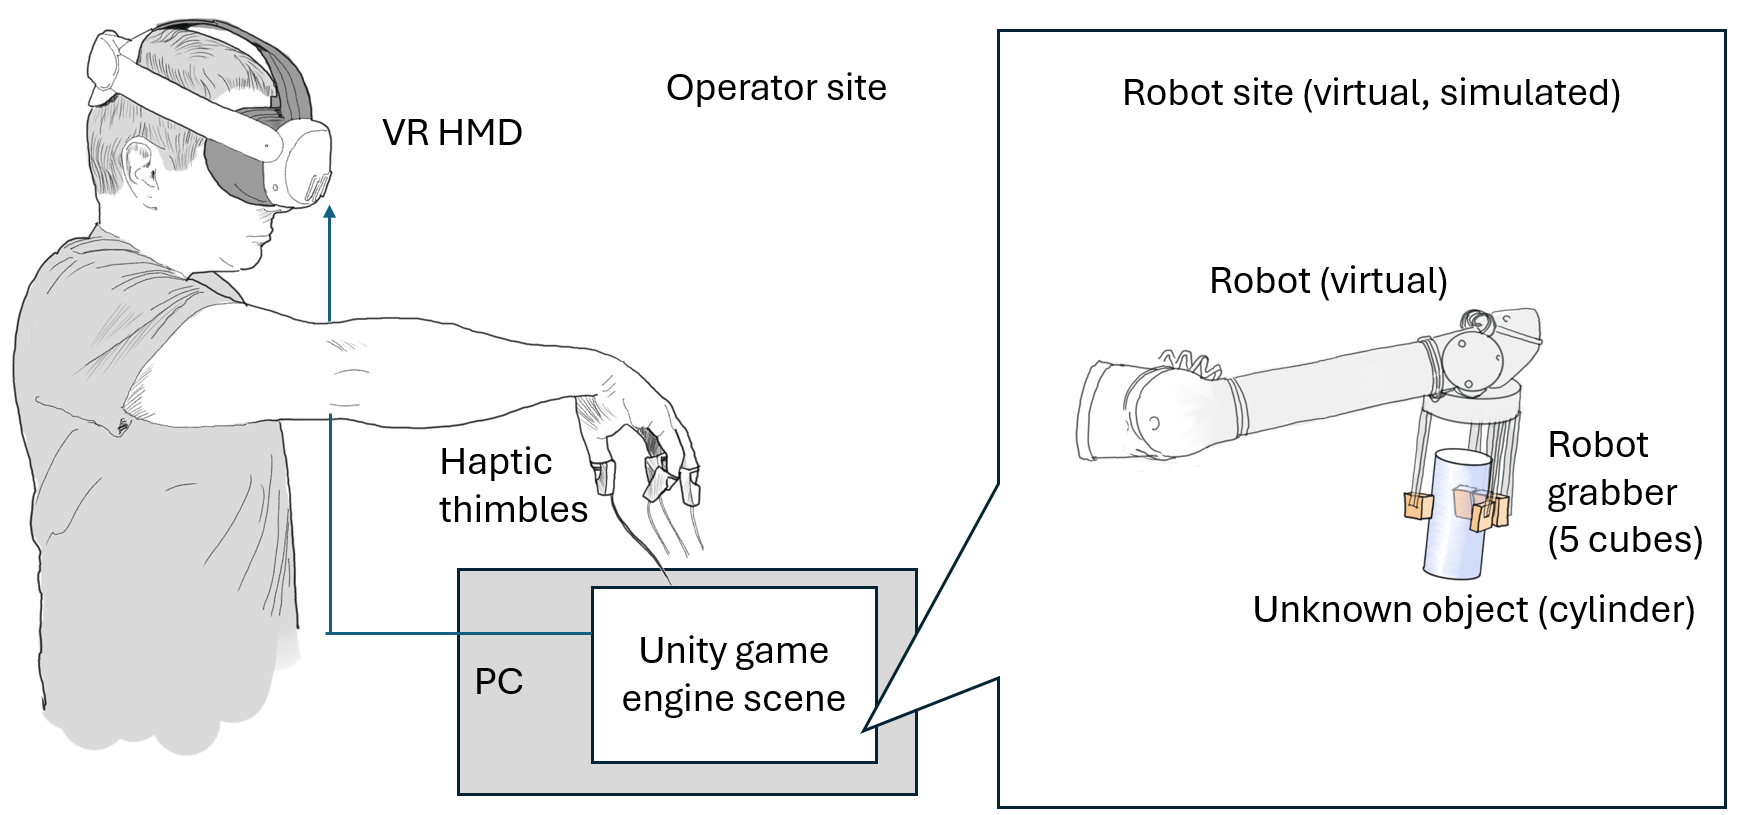 Operator site
VR HMD
Haptic
thimbles
PC
Unity game
engine scene
Robot site (virtual, simulated)
Robot (virtual)
Robot
grabber
(5 cubes)
Unknown object (cylinder)